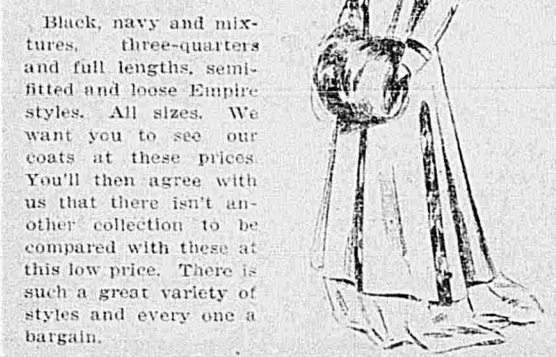 Black, navy and mix-
tures, three-quarters
and full lengths, semi-
fitted and loose Empire
styles. All sizes. We
want you to see our
coats at these prices.
You'll then agree with
us that there isn't an-
other collection to be
compared with these at
this low price. There is
such a great variety of
styles and every one a
bargain.